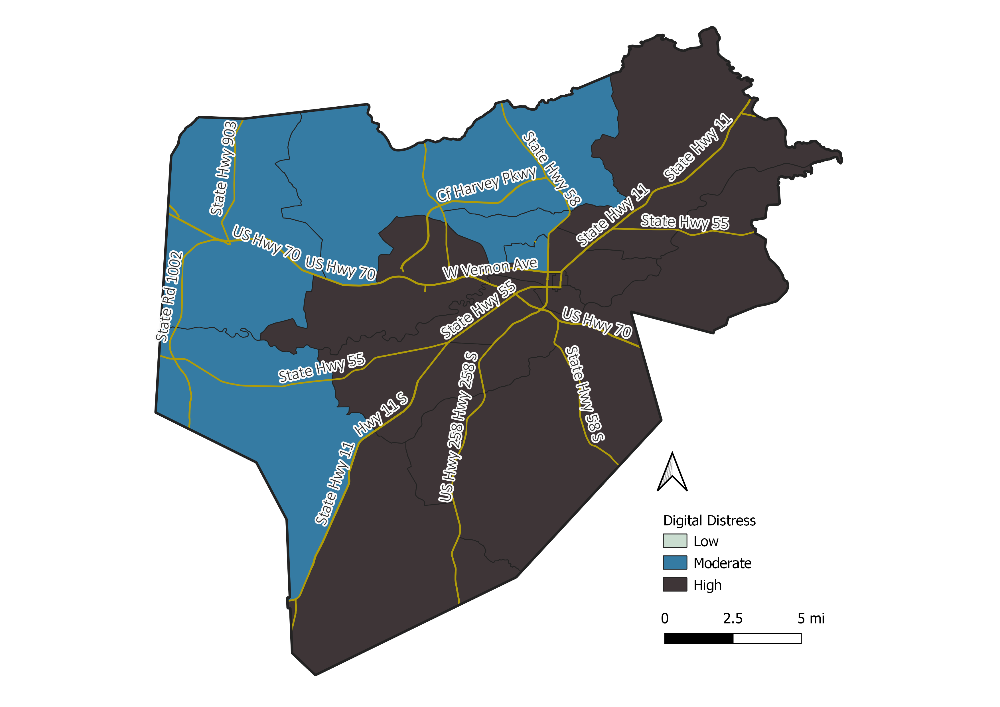 State Hwy 903
State Hwy 58
State Hwy 11
Cf Harvey Pkwy
State Hwy 11
State Hwy 55
US Hwy 70
US Hwy 70
W Vernon Ave
State Rd 1002
State Hwy 55
US Hwy 70
State Hwy 55
State Hwy 58 S
US Hwy 258 Hwy 258 S
Hwy 11 S
State Hwy 11
Digital Distress
Low
Moderate
High
0 2.5 5 mi